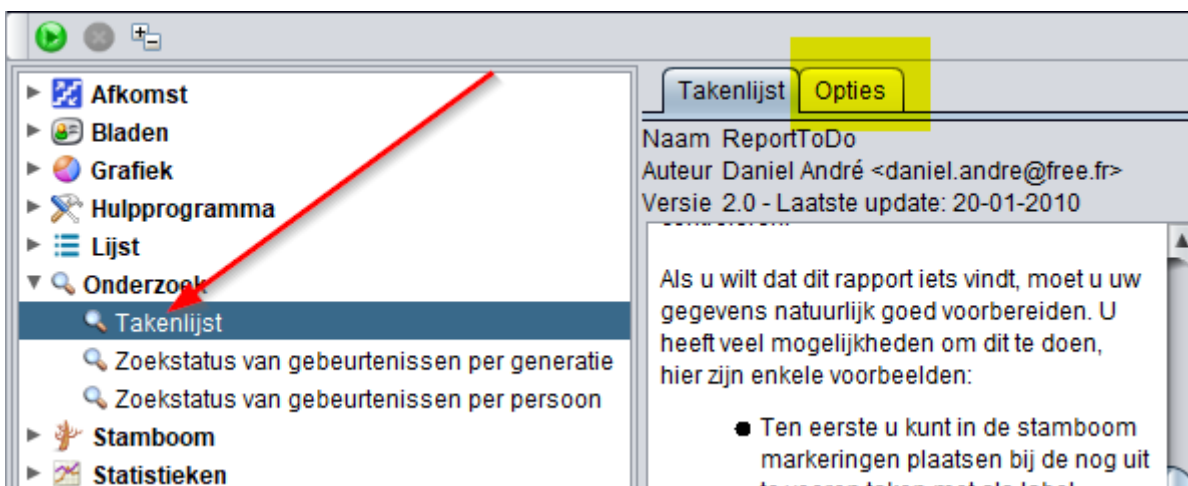 Afkomst
Bladen
Grafiek
Hulpprogramma
Lijst
Onderzoek
Takenlijst
Zoekstatus van gebeurtenissen per generatie
Zoekstatus van gebeurtenissen per persoon
Stamboom
Statistieken
Takenlijst Opties
Naam ReportToDo
Auteur Daniel André <daniel.andre@free.fr>
Versie 2.0 - Laatste update: 20-01-2010
Als u wilt dat dit rapport iets vindt, moet u uw
gegevens natuurlijk goed voorbereiden. U
heeft veel mogelijkheden om dit te doen,
hier zijn enkele voorbeelden:
● Ten eerste u kunt in de stamboom
markeringen plaatsen bij de nog uit